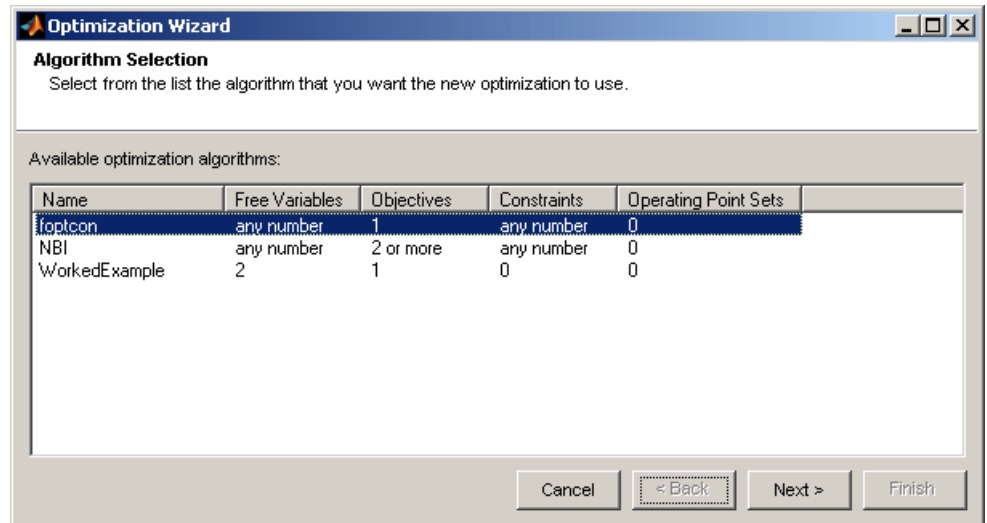 Optimization Wizard
Algorithm Selection
Select from the list the algorithm that you want the new optimization to use.
Available optimization algorithms:
Name Free Variables Objectives Constraints Operating Point Sets
foptcon any number 1 any number 0
NBI any number 2 or more any number 0
WorkedExample 2 1 0 0
Cancel < Back Next > Finish